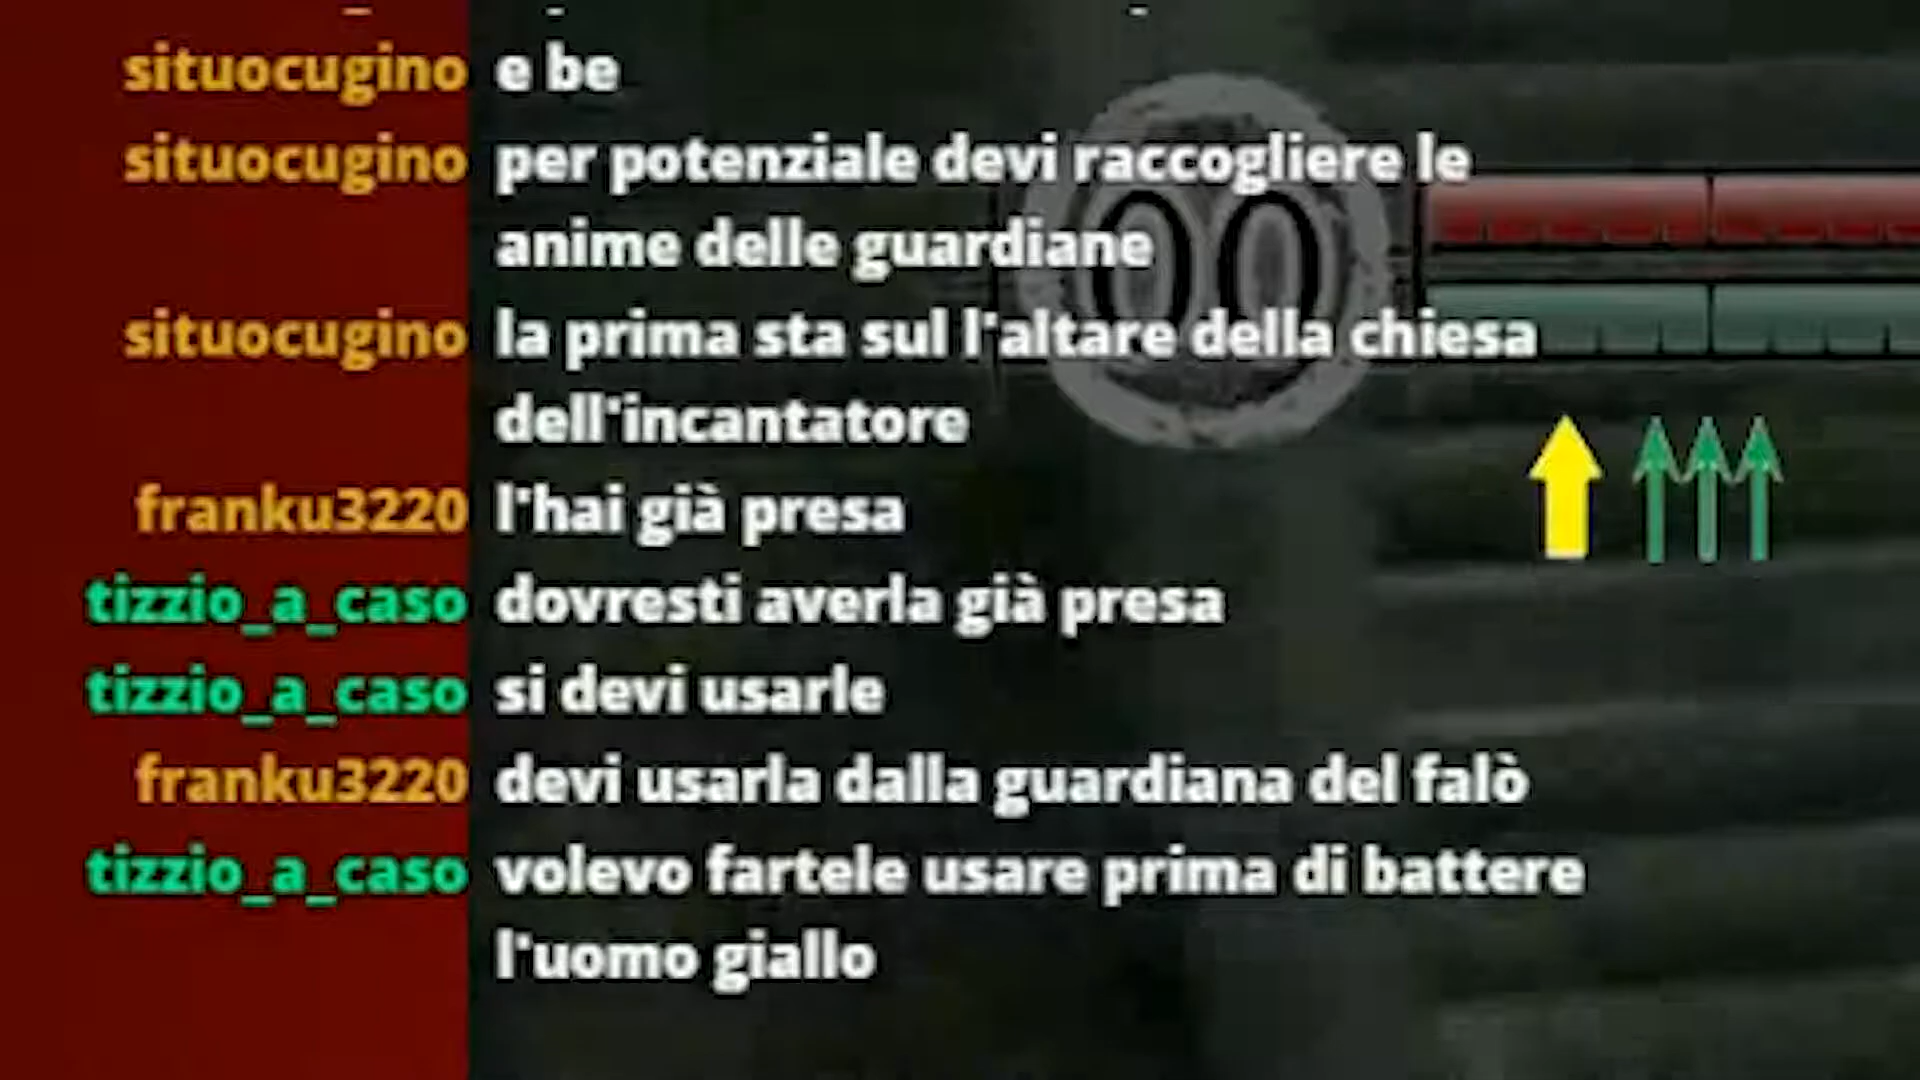 situocugino e be
situocugino per potenziale devi raccogliere le
anime delle guardiane
situocugino la prima sta sul l'altare della chiesa
dell'incantatore
franku3220 l'hai già presa
tizzio_a_caso dovresti averla già presa
tizzio_a_caso si devi usarle
franku3220 devi usarla dalla guardiana del falò
tizzio_a_caso volevo fartele usare prima di battere
l'uomo giallo
00